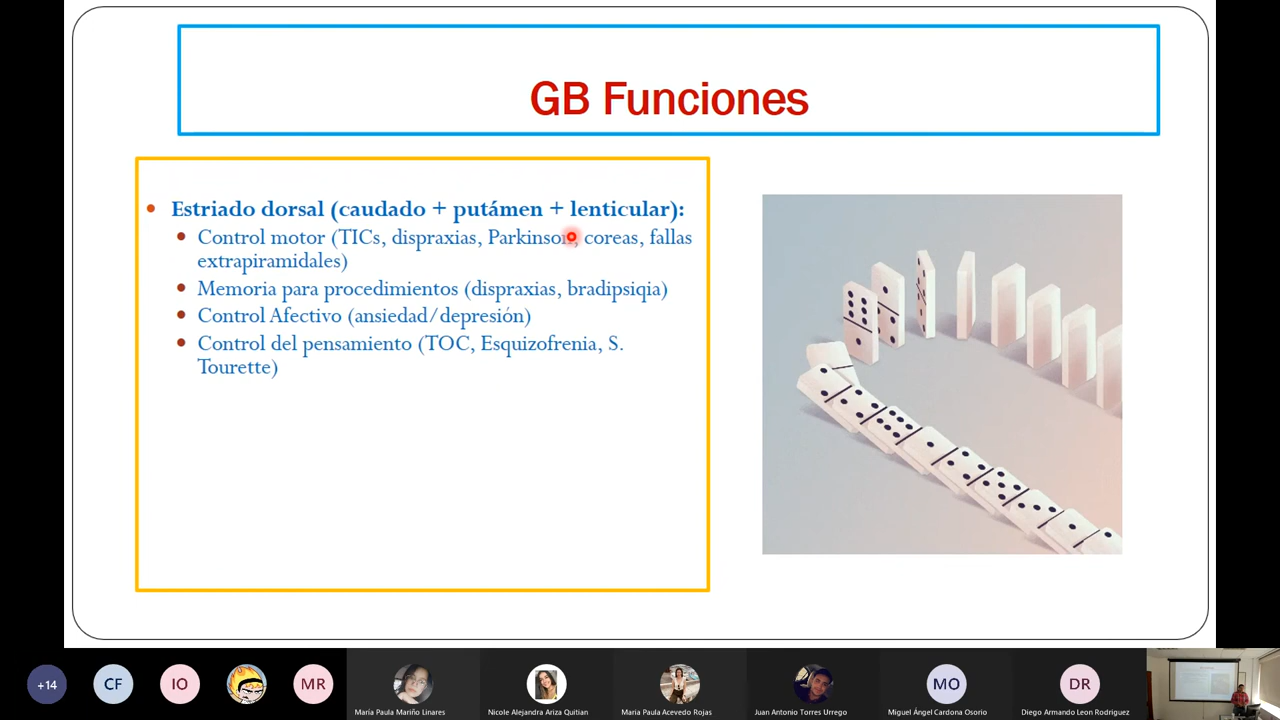 GB Funciones
Estriado dorsal (caudado + putámen + lenticular):
Control motor (TICs, dispraxias, Parkinson, coreas, fallas
extrapiramidales)
Memoria para procedimientos (dispraxias, bradipsiqia)
Control Afectivo (ansiedad/depresión)
Control del pensamiento (TOC, Esquizofrenia, S.
Tourette)
+14
CF
IO
MR
María Paula Mariño Linares
Nicole Alejandra Ariza Quitian
Maria Paula Acevedo Rojas
Juan Antonio Torres Urrego
MO
Miguel Ángel Cardona Osorio
DR
Diego Armando Leon Rodriguez